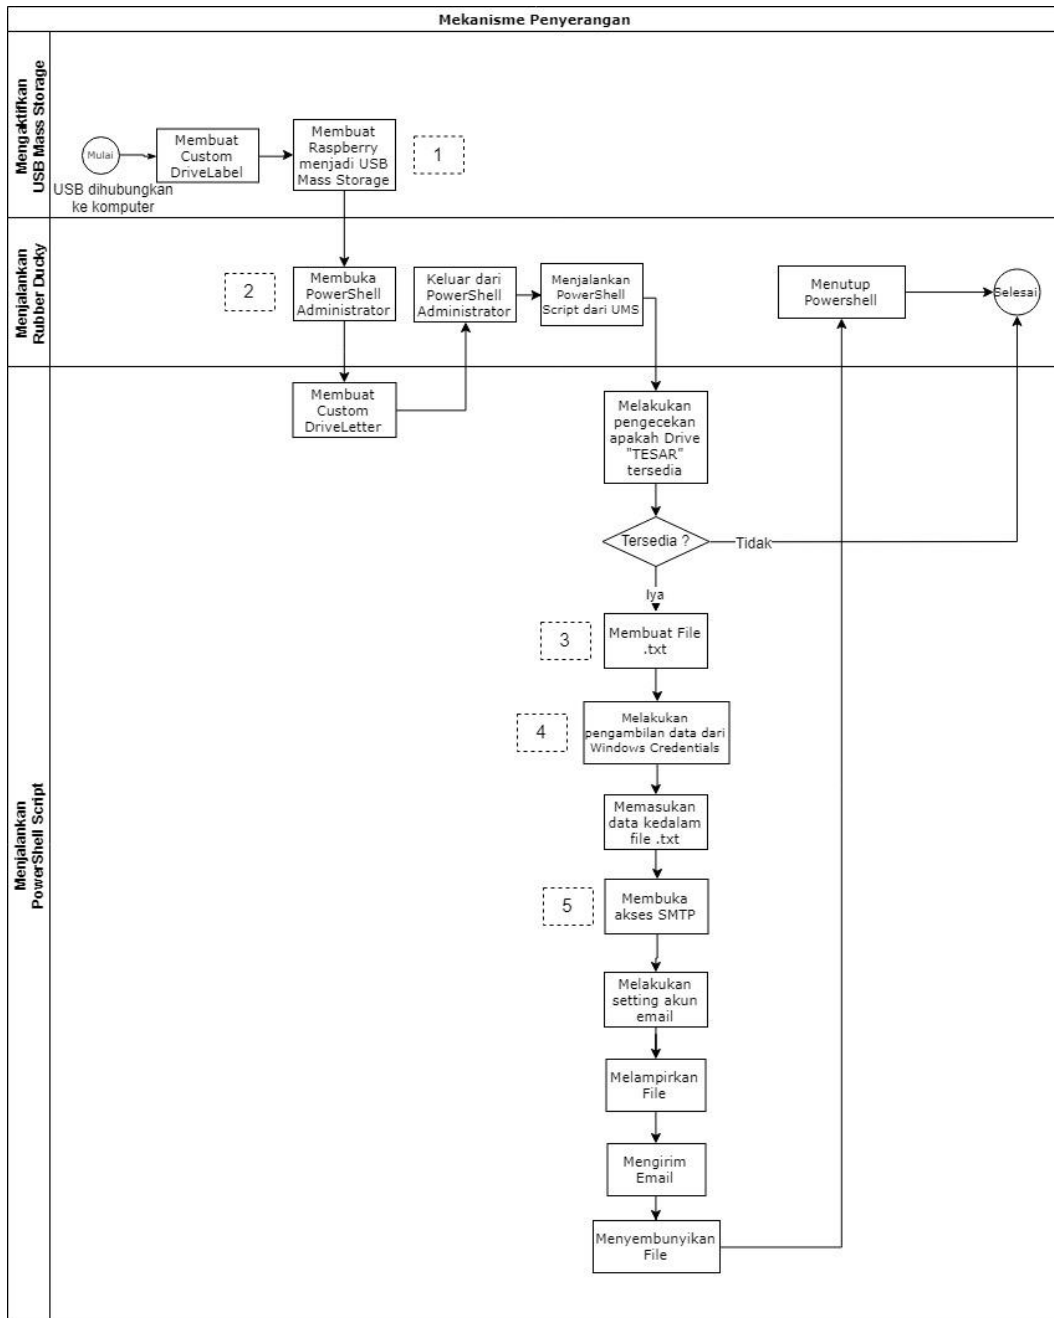 Mekanisme Penyerangan
Mengaktifkan
USB Mass Storage
Mulai
USB dihubungkan
ke komputer
Membuat
Custom
DriveLabel
Membuat
Raspberry
menjadi USB
Mass Storage
1
Menjalankan
Rubber Ducky
2
Membuka
PowerShell
Administrator
Keluar dari
PowerShell
Administrator
Menjalankan
PowerShell
Script dari UMS
Menutup
Powershell
Selesai
Menjalankan
PowerShell Script
Membuat
Custom
DriveLetter
Melakukan
pengecekan
apakah Drive
"TESAR"
tersedia
Tersedia ?
Tidak
Iya
3
Membuat File
.txt
4
Melakukan
pengambilan data dari
Windows Credentials
Memasukan
data kedalam
file .txt
5
Membuka
akses SMTP
Melakukan
setting akun
email
Melampirkan
File
Mengirim
Email
Menyembunyikan
File